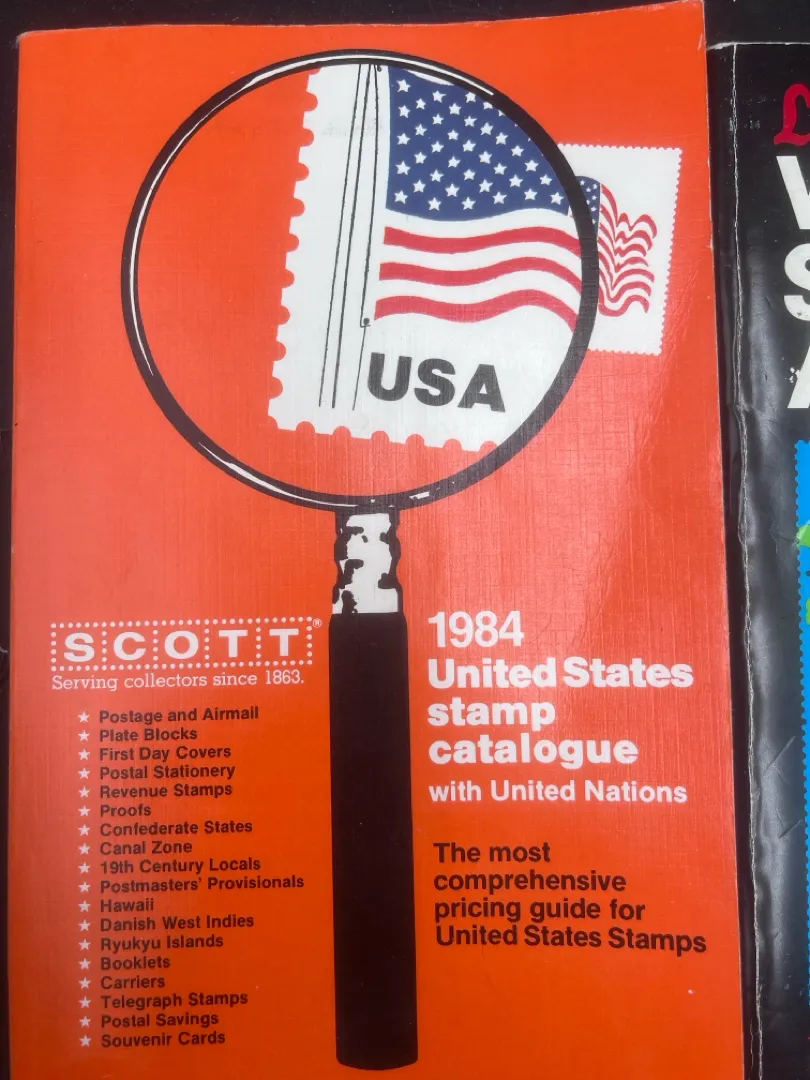 USA
SCOTT®
Serving collectors since 1863.
★ Postage and Airmail
★ Plate Blocks
★ First Day Covers
★ Postal Stationery
★ Revenue Stamps
★ Proofs
★ Confederate States
★ Canal Zone
★ 19th Century Locals
★ Postmasters' Provisionals
★ Hawaii
★ Danish West Indies
★ Ryukyu Islands
★ Booklets
★ Carriers
★ Telegraph Stamps
★ Postal Savings
★ Souvenir Cards
1984
United States
stamp
catalogue
with United Nations
The most
comprehensive
pricing guide for
United States Stamps